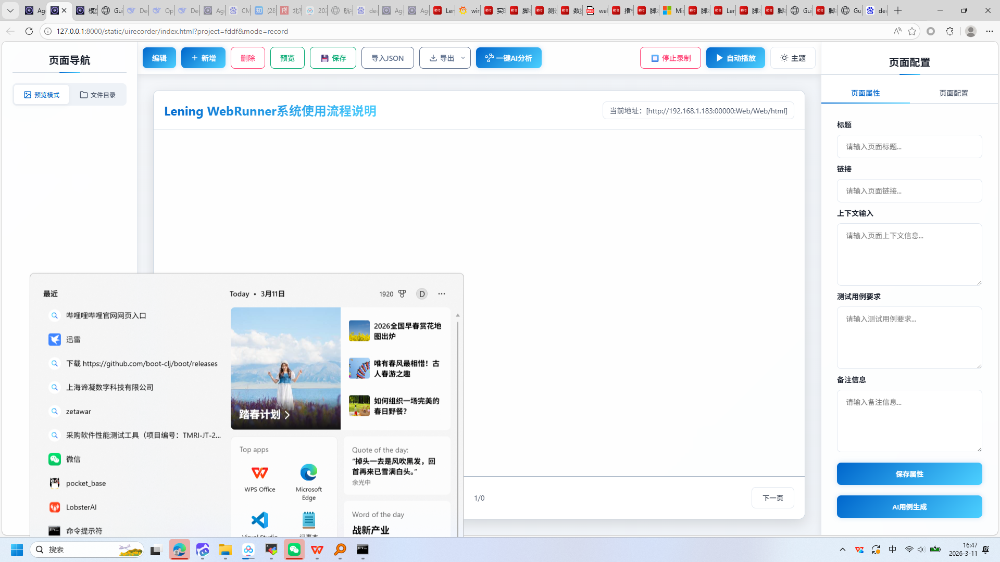 127.0.0.1:8000/static/uirecorder/index.html?project=fddf&mode=record
页面导航
预览模式
文件目录
编辑
新增
删除
预览
保存
导入JSON
导出
一键AI分析
停止录制
自动播放
主题
Lening WebRunner系统使用流程说明
当前地址：[http://192.168.1.183:00000:Web/Web/html]
1/0
下一页
页面配置
页面属性
页面配置
标题
请输入页面标题...
链接
请输入页面链接...
上下文输入
请输入页面上下文信息...
测试用例要求
请输入测试用例要求...
备注信息
请输入备注信息...
保存属性
AI用例生成
最近
哔哩哩哔哩官网网页入口
迅雷
下载 https://github.com/boot-clj/boot/releases
上海谛凝数字科技有限公司
zetawar
采购软件性能测试工具（项目编号：TMRI-JT-2...
微信
pocket_base
LobsterAI
命令提示符
Today • 3月11日
1920
D
踏春计划
2026全国早春赏花地
图出炉
唯有春风最相惜！古
人春游之趣
如何组织一场完美的
春日野餐？
Top apps
WPS Office
Microsoft
Edge
Quote of the day:
“掉头一去是风吹黑发，回
首再来已雪满白头。”
余光中
Word of the day
战新产业
搜索
中
16:47
2026-3-11